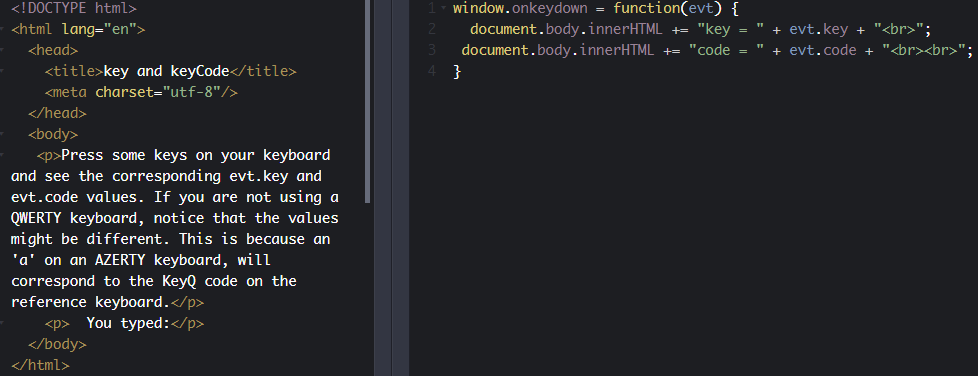 <!DOCTYPE html>
<html lang="en">
<head>
<title>key and keyCode</title>
<meta charset="utf-8"/>
</head>
<body>
<p>Press some keys on your keyboard
and see the corresponding evt.key and
evt.code values. If you are not using a
QWERTY keyboard, notice that the values
might be different. This is because an
'a' on an AZERTY keyboard, will
correspond to the KeyQ code on the
reference keyboard.</p>
<p>  You typed:</p>
</body>
</html>
1 window.onkeydown = function(evt) {
2 document.body.innerHTML += "key = " + evt.key + "<br>";
3 document.body.innerHTML += "code = " + evt.code + "<br><br>";
4 }